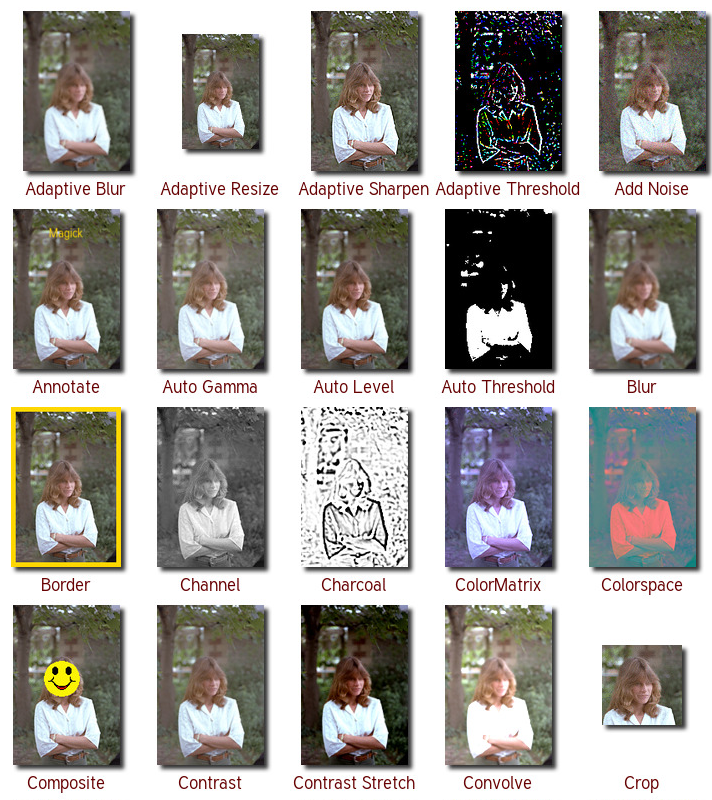 Adaptive Blur Adaptive Resize Adaptive Sharpen Adaptive Threshold Add Noise
Magick
Annotate Auto Gamma Auto Level Auto Threshold Blur
Border Channel Charcoal ColorMatrix Colorspace
Composite Contrast Contrast Stretch Convolve Crop